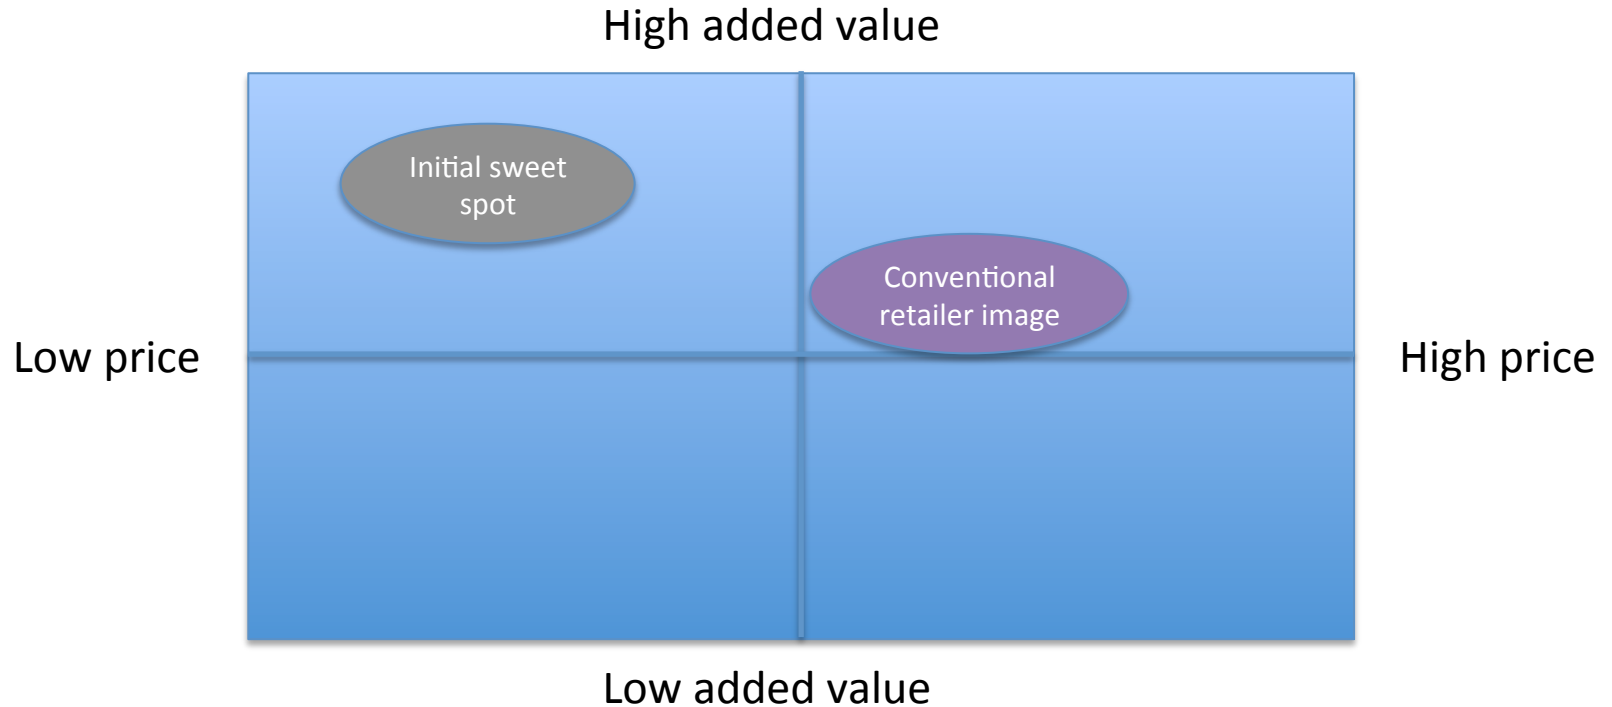 High added value
Initial sweet
spot
Conventional
retailer image
Low price
High price
Low added value